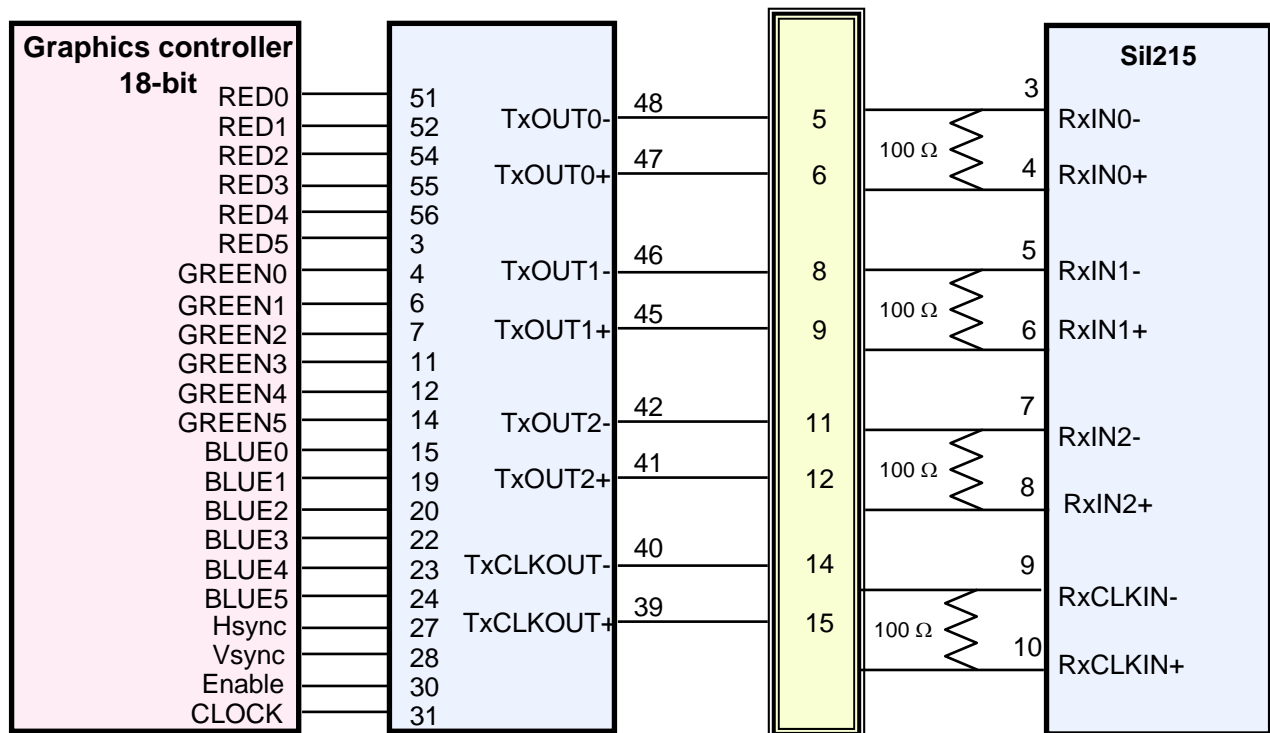 Graphics controller
18-bit
RED0
RED1
RED2
RED3
RED4
RED5
GREEN0
GREEN1
GREEN2
GREEN3
GREEN4
GREEN5
BLUE0
BLUE1
BLUE2
BLUE3
BLUE4
BLUE5
Hsync
Vsync
Enable
CLOCK
51
52
54
55
56
3
4
6
7
11
12
14
15
19
20
22
23
24
27
28
30
31
TxOUT0-
TxOUT0+
TxOUT1-
TxOUT1+
TxOUT2-
TxOUT2+
TxCLKOUT-
TxCLKOUT+
48
47
46
45
42
41
40
39
5
6
8
9
11
12
14
15
100 Ω
100 Ω
100 Ω
100 Ω
3
4
5
6
7
8
9
10
SiI215
RxIN0-
RxIN0+
RxIN1-
RxIN1+
RxIN2-
RxIN2+
RxCLKIN-
RxCLKIN+